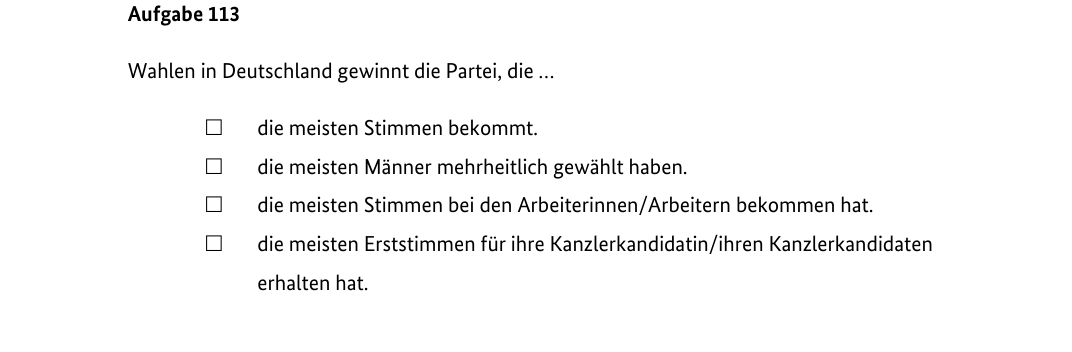 Aufgabe 113
Wahlen in Deutschland gewinnt die Partei, die ...
☐ die meisten Stimmen bekommt.
☐ die meisten Männer mehrheitlich gewählt haben.
☐ die meisten Stimmen bei den Arbeiterinnen/Arbeitern bekommen hat.
☐ die meisten Erststimmen für ihre Kanzlerkandidatin/ihren Kanzlerkandidaten
erhalten hat.